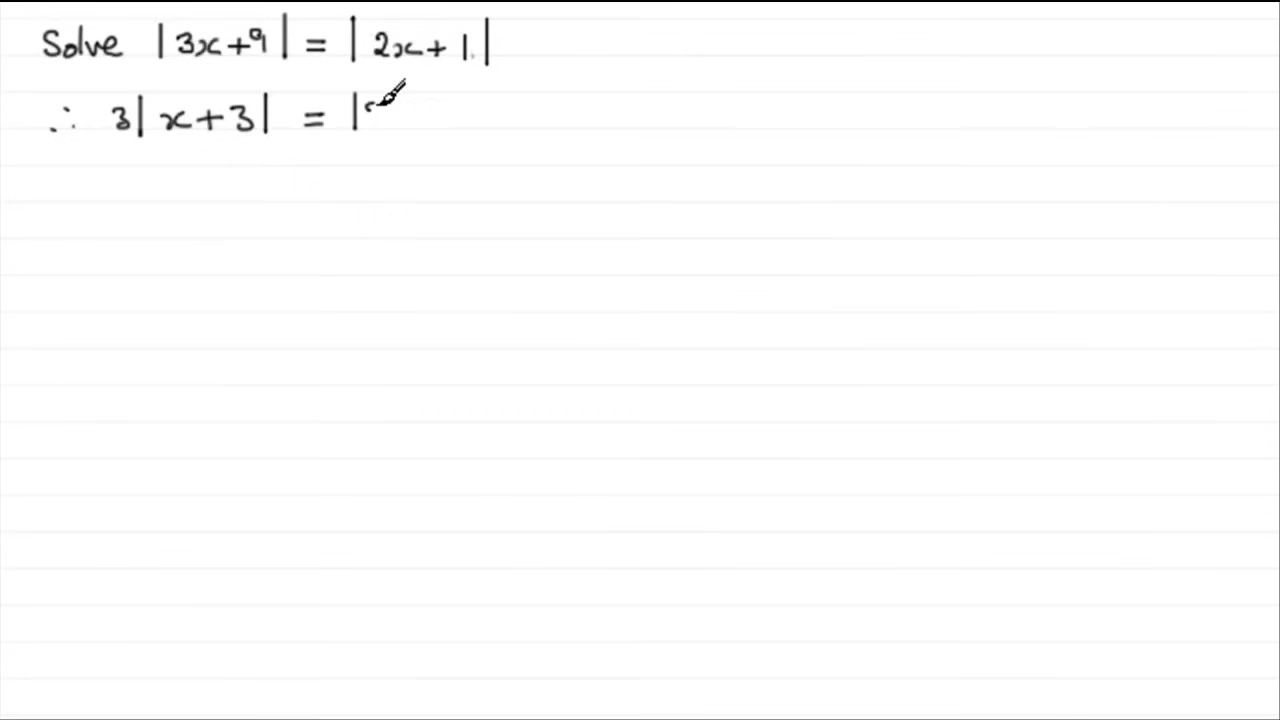 Solve |3x+9| = |2x+1|
∴ 3|x+3| = |